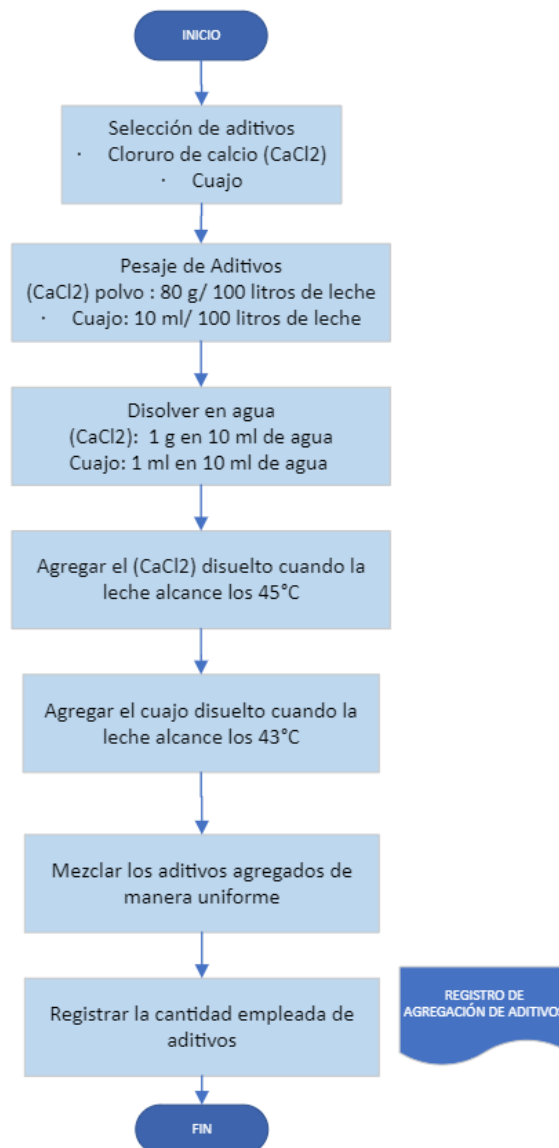 INICIO
Selección de aditivos
· Cloruro de calcio (CaCl2)
· Cuajo
Pesaje de Aditivos
(CaCl2) polvo : 80 g/ 100 litros de leche
· Cuajo: 10 ml/ 100 litros de leche
Disolver en agua
(CaCl2): 1 g en 10 ml de agua
Cuajo: 1 ml en 10 ml de agua
Agregar el (CaCl2) disuelto cuando la
leche alcance los 45°C
Agregar el cuajo disuelto cuando la
leche alcance los 43°C
Mezclar los aditivos agregados de
manera uniforme
Registrar la cantidad empleada de
aditivos
REGISTRO DE
AGREGACIÓN DE ADITIVOS
FIN